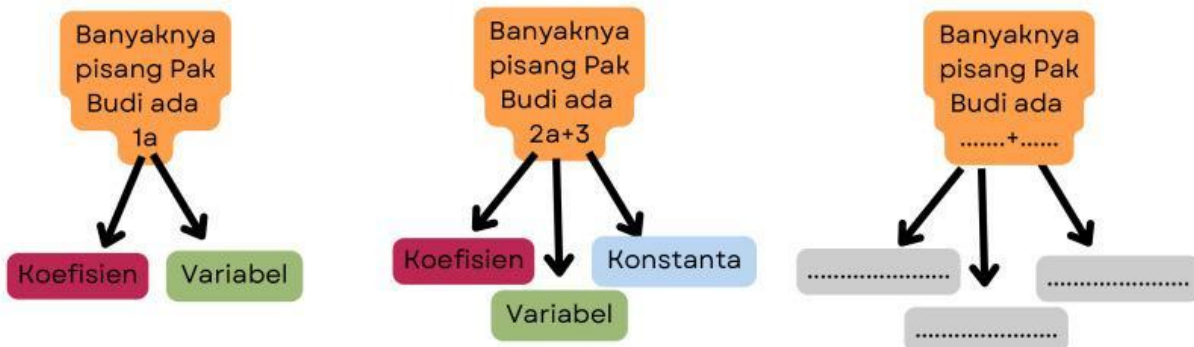 Banyaknya
pisang Pak
Budi ada
1a
Koefisien
Variabel
Banyaknya
pisang Pak
Budi ada
2a+3
Koefisien
Konstanta
Variabel
Banyaknya
pisang Pak
Budi ada
.......+......
......................
......................
......................